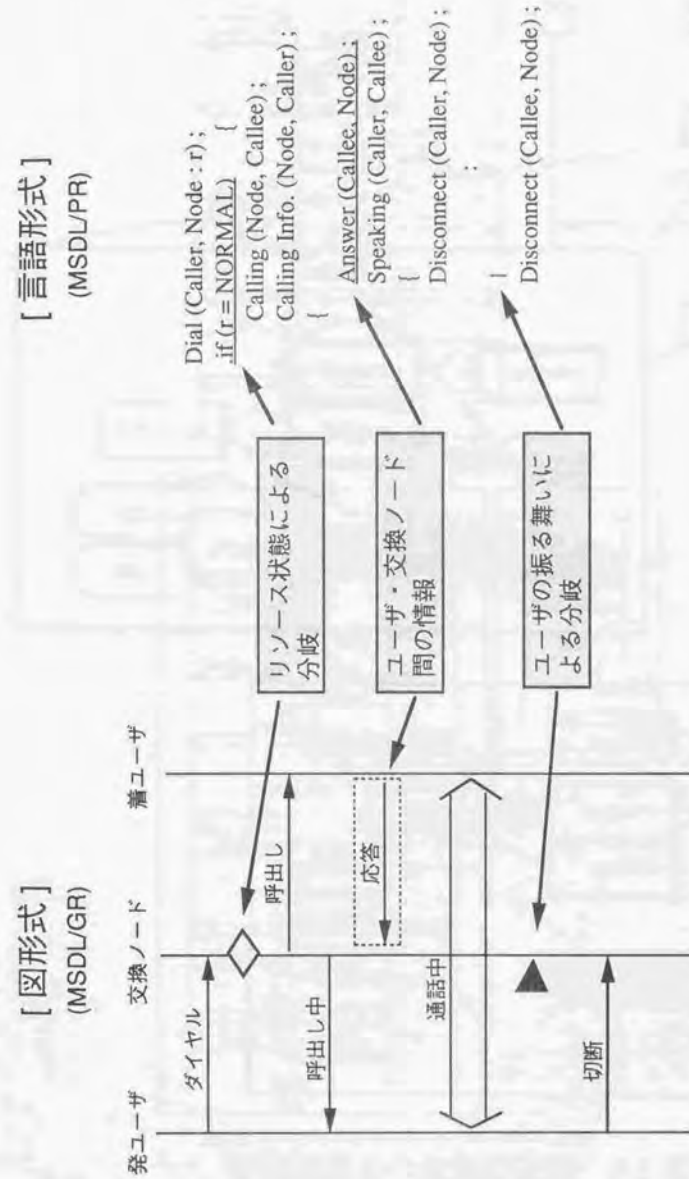 [ 図形式 ]
(MSDL/GR)
発ユーザ
交換ノード
着ユーザ
ダイヤル
呼出し
呼出し中
応答
通話中
切断
リソース状態による
分岐
ユーザ・交換ノード
間の情報
ユーザの振る舞いに
よる分岐
[ 言語形式 ]
(MSDL/PR)
Dial (Caller, Node : r) ;
.if (r = NORMAL) {
Calling (Node, Callee) ;
Calling Info. (Node, Caller) ;
{
Answer (Callee, Node) ;
Speaking (Caller, Callee) ;
{
Disconnect (Caller, Node) ;
:
|
Disconnect (Callee, Node) ;